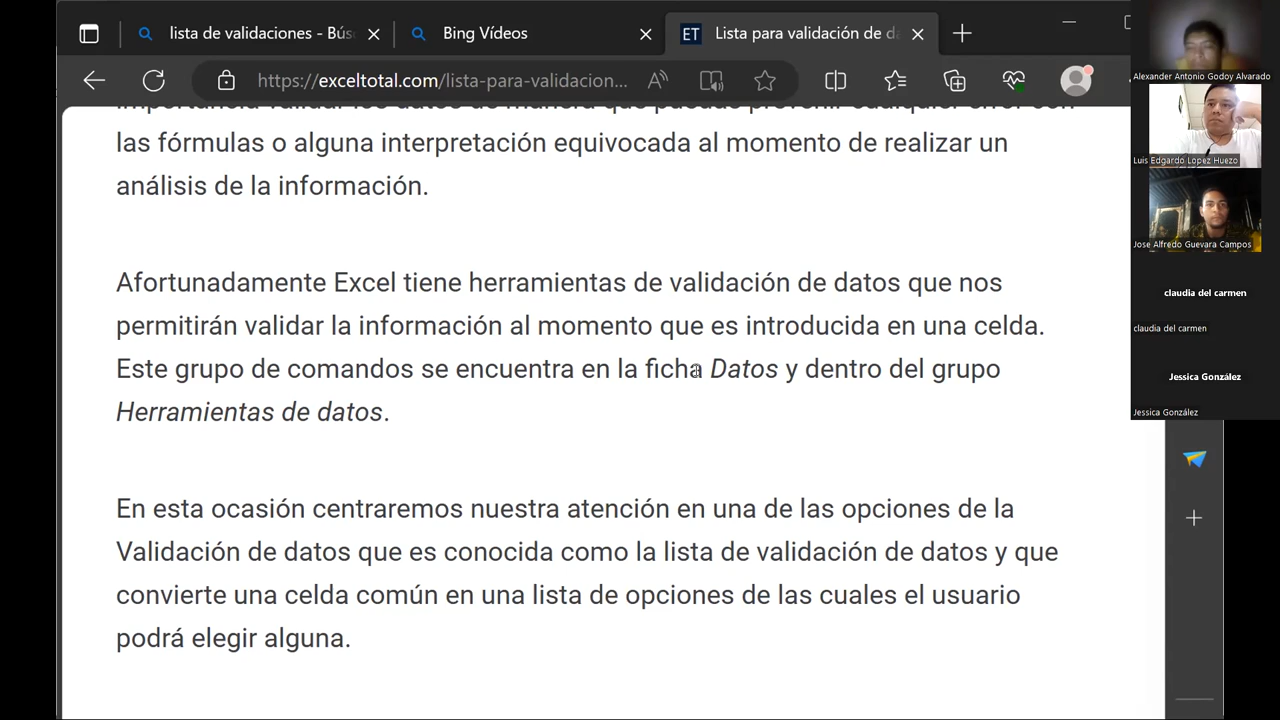 lista de validaciones - Bús
Bing Vídeos
ET Lista para validación de da
https://exceltotal.com/lista-para-validacion...
las fórmulas o alguna interpretación equivocada al momento de realizar un
análisis de la información.
Afortunadamente Excel tiene herramientas de validación de datos que nos
permitirán validar la información al momento que es introducida en una celda.
Este grupo de comandos se encuentra en la ficha Datos y dentro del grupo
Herramientas de datos.
En esta ocasión centraremos nuestra atención en una de las opciones de la
Validación de datos que es conocida como la lista de validación de datos y que
convierte una celda común en una lista de opciones de las cuales el usuario
podrá elegir alguna.
Alexander Antonio Godoy Alvarado
Luis Edgardo Lopez Huezo
Jose Alfredo Guevara Campos
claudia del carmen
claudia del carmen
Jessica González
Jessica González